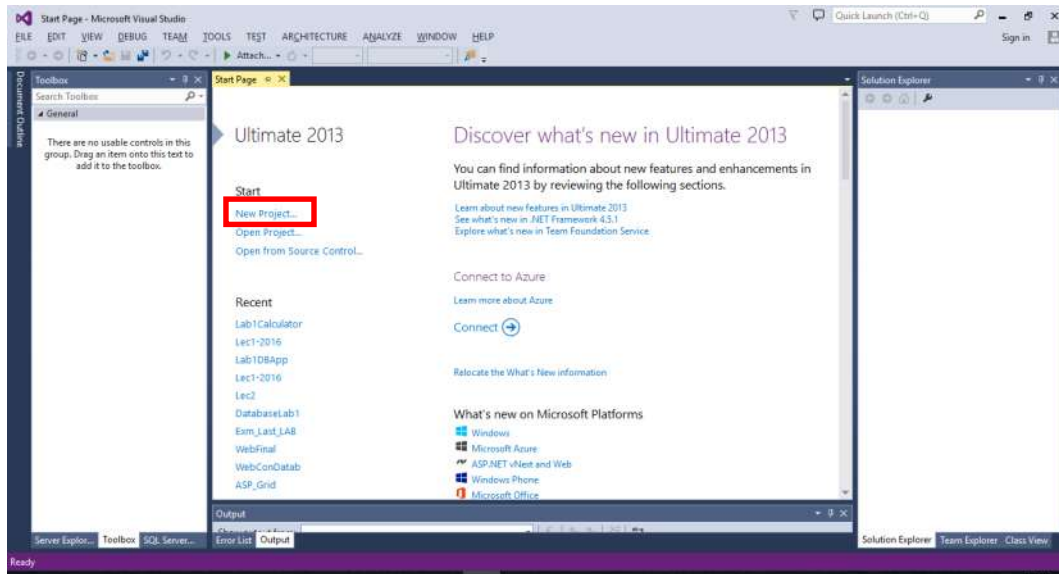 Start Page - Microsoft Visual Studio
Quick Launch (Ctrl+Q)
FILE EDIT VIEW DEBUG TEAM TOOLS TEST ARCHITECTURE ANALYZE WINDOW HELP
Sign in
Attach...
Document Outline
Toolbox
Search Toolbox
General
There are no usable controls in this
group. Drag an item onto this text to
add it to the toolbox.
Start Page
Ultimate 2013
Start
New Project...
Open Project...
Open from Source Control...
Recent
Lab1Calculator
Lec1-2016
Lab1DBApp
Lec1-2016
Lec2
DatabaseLab1
Exm_Last_LAB
WebFinal
WebConDatab
ASP_Grid
Discover what's new in Ultimate 2013
You can find information about new features and enhancements in
Ultimate 2013 by reviewing the following sections.
Learn about new features in Ultimate 2013
See what's new in .NET Framework 4.5.1
Explore what's new in Team Foundation Service
Connect to Azure
Learn more about Azure
Connect
Relocate the What's New information
What's new on Microsoft Platforms
Windows
Microsoft Azure
ASP.NET vNext and Web
Windows Phone
Microsoft Office
Solution Explorer
Output
Server Explor... Toolbox SQL Server...
Error List Output
Solution Explorer Team Explorer Class View
Ready